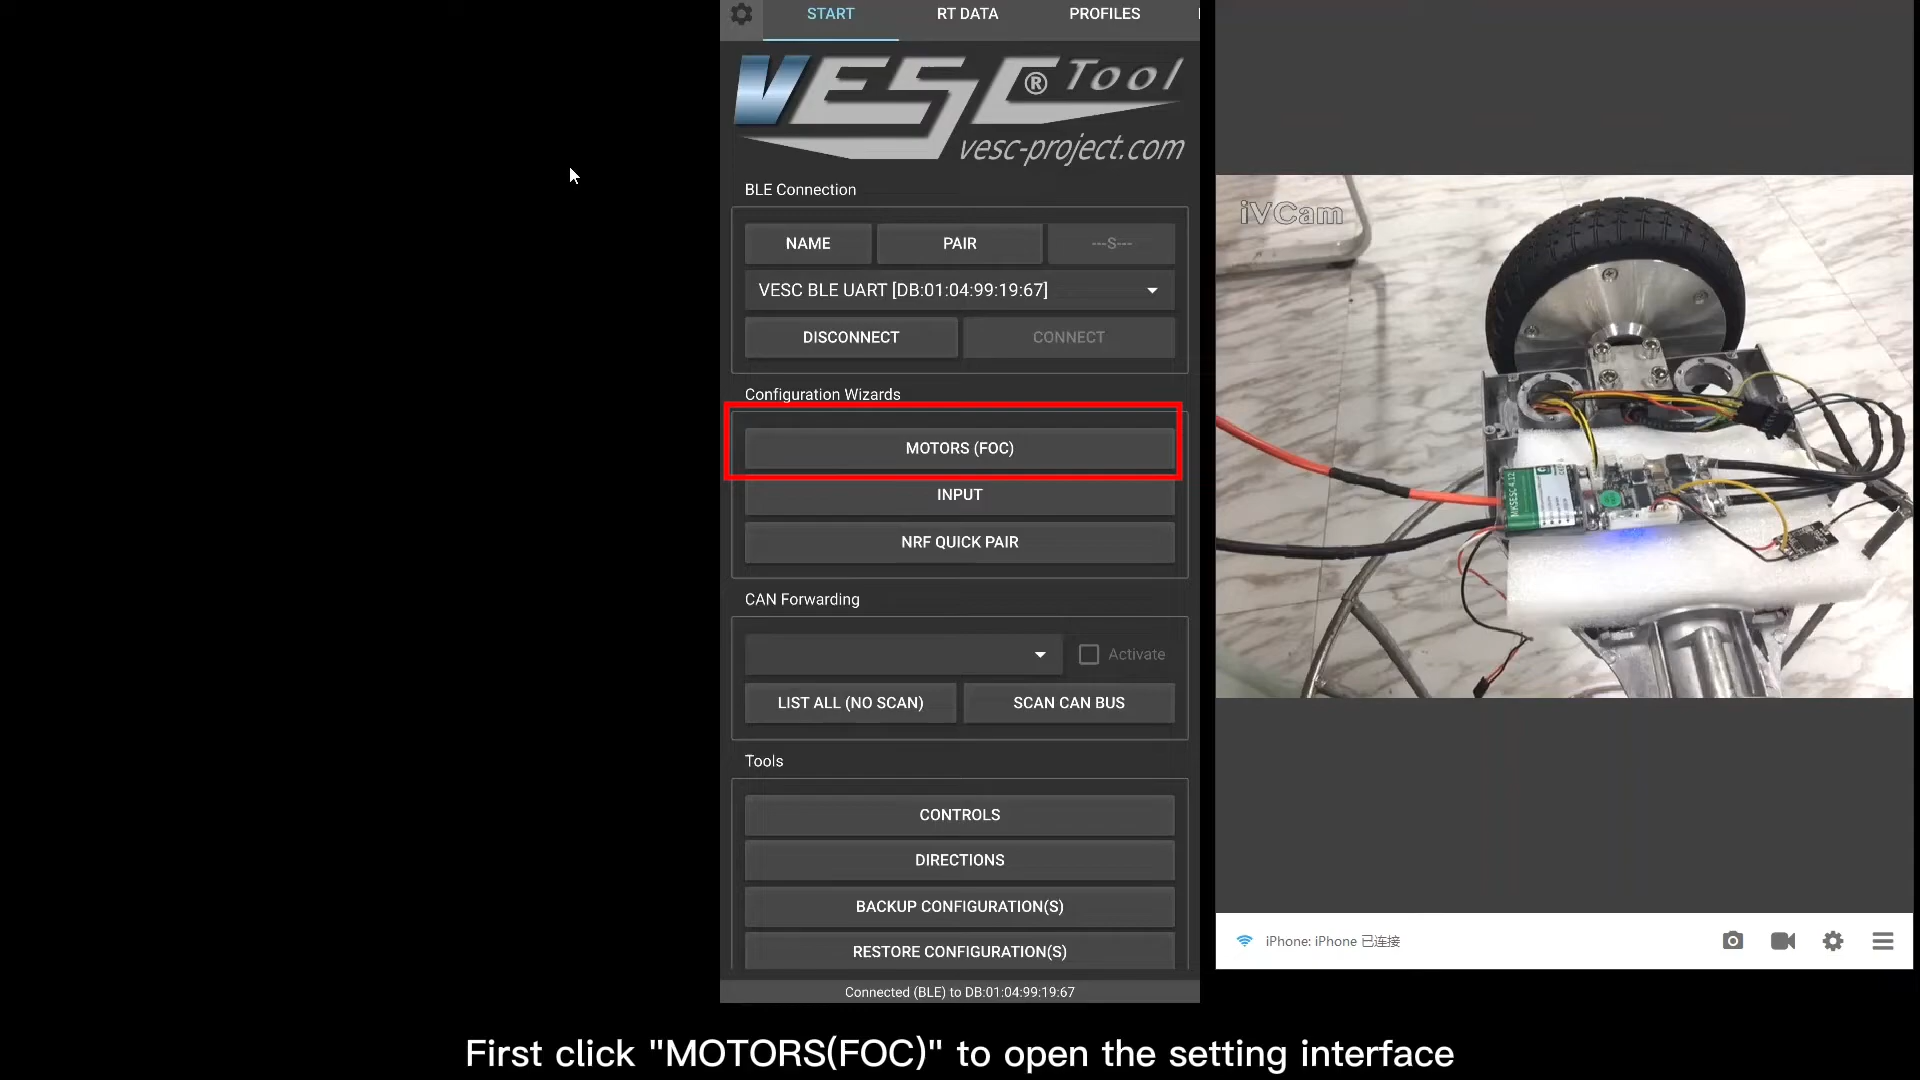 START RT DATA PROFILES
VESC® Tool
vesc-project.com
BLE Connection
NAME PAIR ---S---
VESC BLE UART [DB:01:04:99:19:67]
DISCONNECT CONNECT
Configuration Wizards
MOTORS (FOC)
INPUT
NRF QUICK PAIR
CAN Forwarding
Activate
LIST ALL (NO SCAN) SCAN CAN BUS
Tools
CONTROLS
DIRECTIONS
BACKUP CONFIGURATION(S)
RESTORE CONFIGURATION(S)
Connected (BLE) to DB:01:04:99:19:67
iVCam
MKSESC 4.12
iPhone: iPhone 已连接
First click "MOTORS(FOC)" to open the setting interface